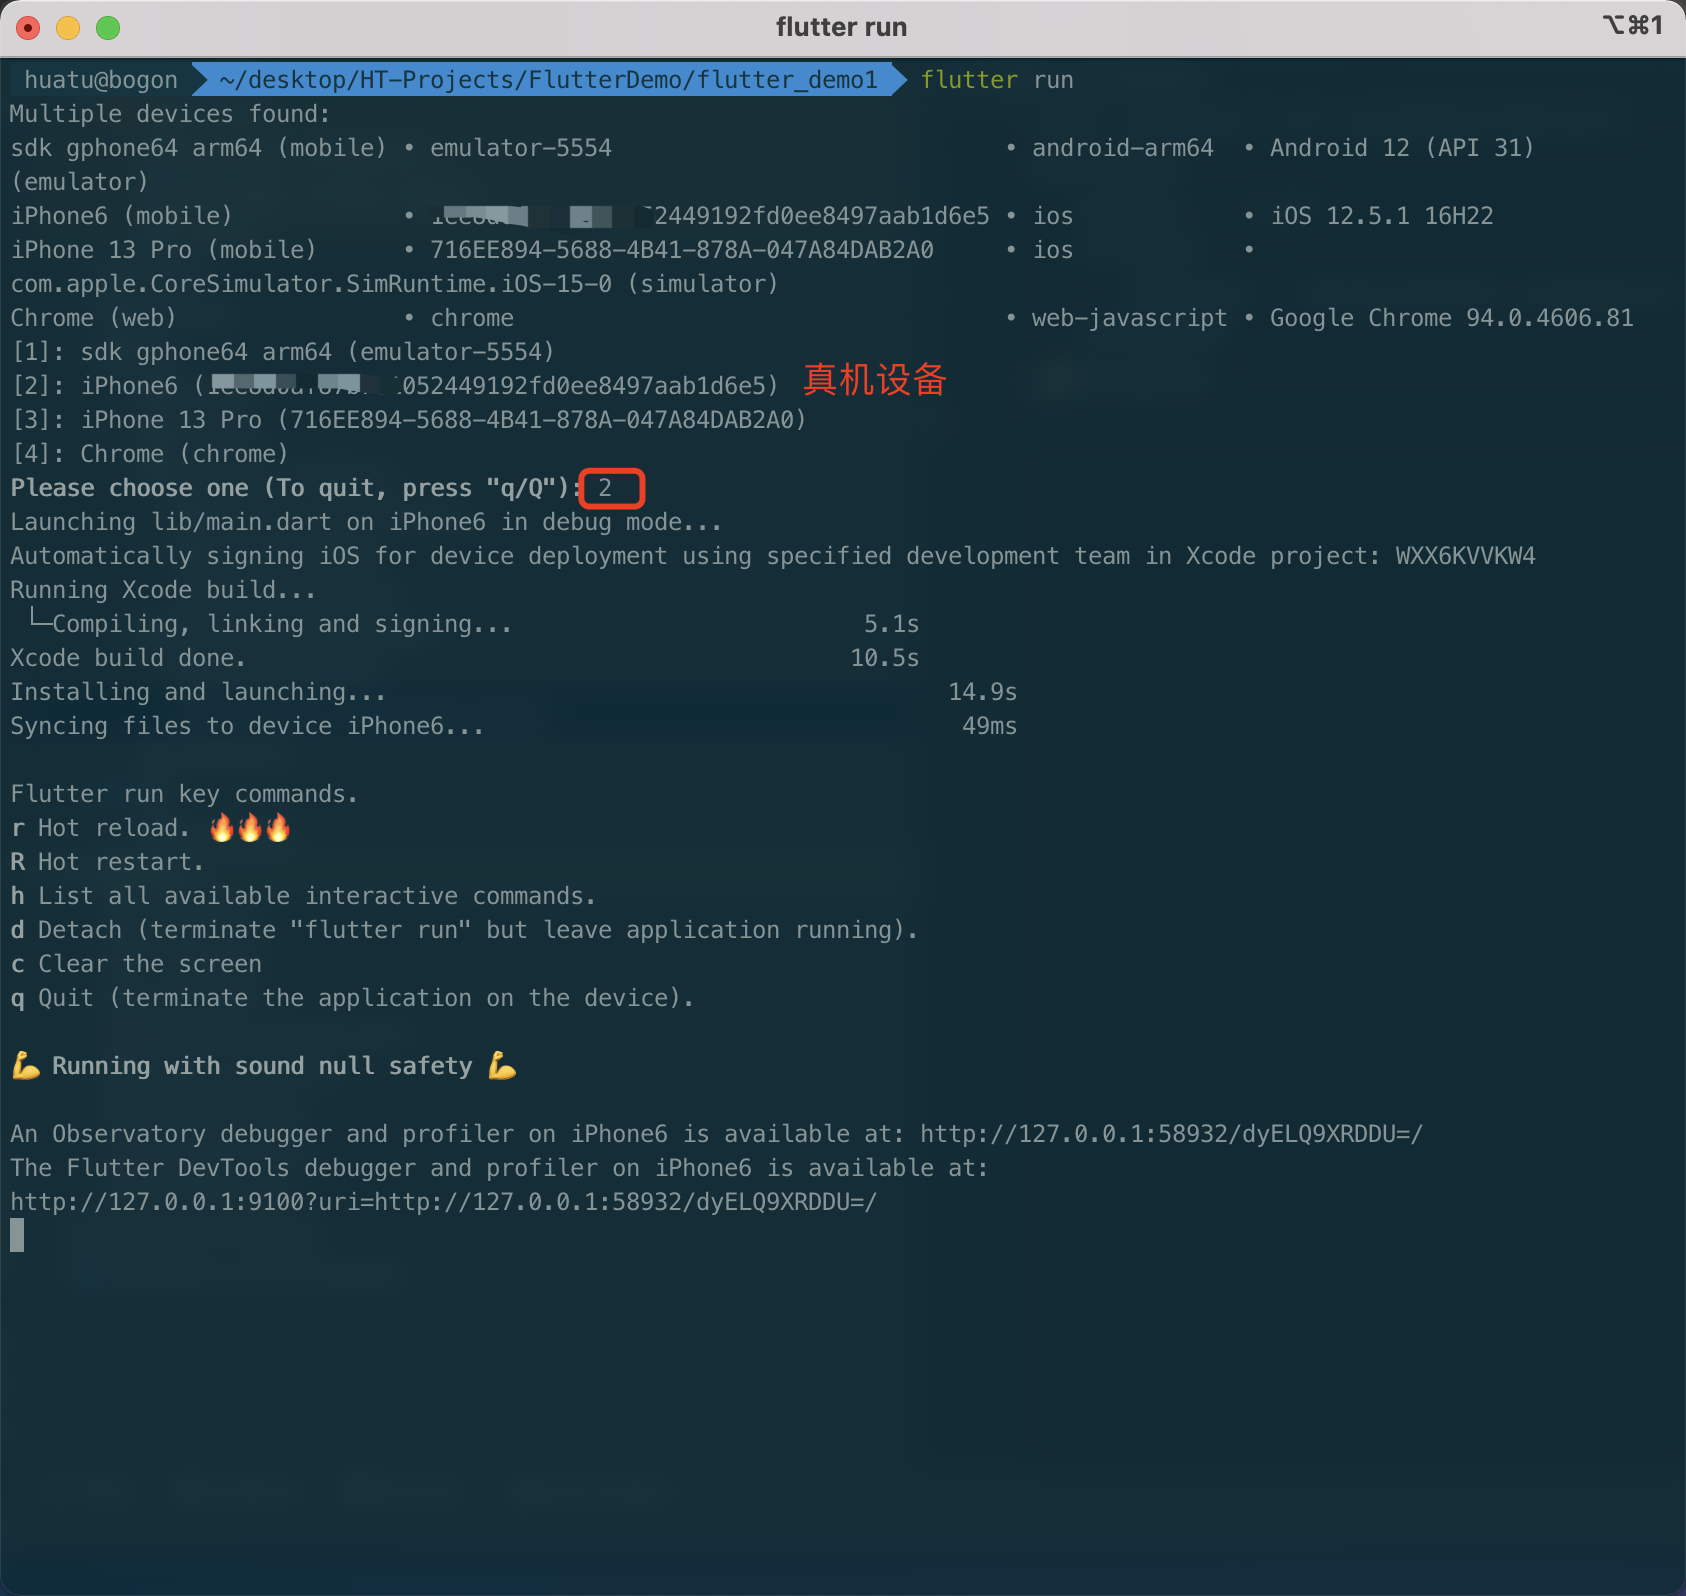 flutter run
⌥⌘1
huatu@bogon ~/desktop/HT-Projects/FlutterDemo/flutter_demo1 flutter run
Multiple devices found:
sdk gphone64 arm64 (mobile) • emulator-5554 • android-arm64 • Android 12 (API 31)
(emulator)
iPhone6 (mobile) • 2449192fd0ee8497aab1d6e5 • ios • iOS 12.5.1 16H22
iPhone 13 Pro (mobile) • 716EE894-5688-4B41-878A-047A84DAB2A0 • ios •
com.apple.CoreSimulator.SimRuntime.iOS-15-0 (simulator)
Chrome (web) • chrome • web-javascript • Google Chrome 94.0.4606.81
[1]: sdk gphone64 arm64 (emulator-5554)
[2]: iPhone6 ( 052449192fd0ee8497aab1d6e5) 真机设备
[3]: iPhone 13 Pro (716EE894-5688-4B41-878A-047A84DAB2A0)
[4]: Chrome (chrome)
Please choose one (To quit, press "q/Q"): 2
Launching lib/main.dart on iPhone6 in debug mode...
Automatically signing iOS for device deployment using specified development team in Xcode project: WXX6KVVKW4
Running Xcode build...
└─Compiling, linking and signing... 5.1s
Xcode build done. 10.5s
Installing and launching... 14.9s
Syncing files to device iPhone6... 49ms
Flutter run key commands.
r Hot reload. 🔥🔥🔥
R Hot restart.
h List all available interactive commands.
d Detach (terminate "flutter run" but leave application running).
c Clear the screen
q Quit (terminate the application on the device).
💪 Running with sound null safety 💪
An Observatory debugger and profiler on iPhone6 is available at: http://127.0.0.1:58932/dyELQ9XRDDU=/
The Flutter DevTools debugger and profiler on iPhone6 is available at:
http://127.0.0.1:9100?uri=http://127.0.0.1:58932/dyELQ9XRDDU=/